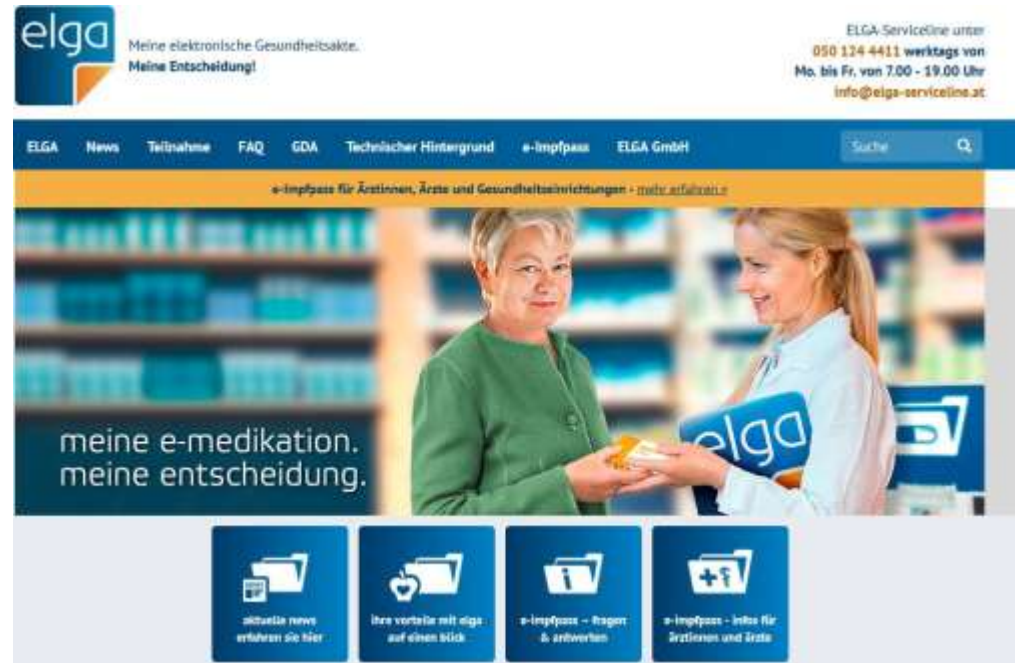 elga
Meine elektronische Gesundheitsakte.
Meine Entscheidung!
ELGA-Serviceline unter
050 124 4411 werktags von
Mo. bis Fr. von 7.00 - 19.00 Uhr
info@elga-serviceline.at
ELGA News Teilnahme FAQ GDA Technischer Hintergrund e-Impfpass ELGA GmbH Suche
e-Impfpass für Ärztinnen, Ärzte und Gesundheitseinrichtungen - mehr erfahren »
meine e-medikation.
meine entscheidung.
elga
aktuelle news
erfahren sie hier
ihre vorteile mit elga
auf einen blick
i
e-impfpass – fragen
& antworten
e-impfpass - infos für
ärztinnen und ärzte